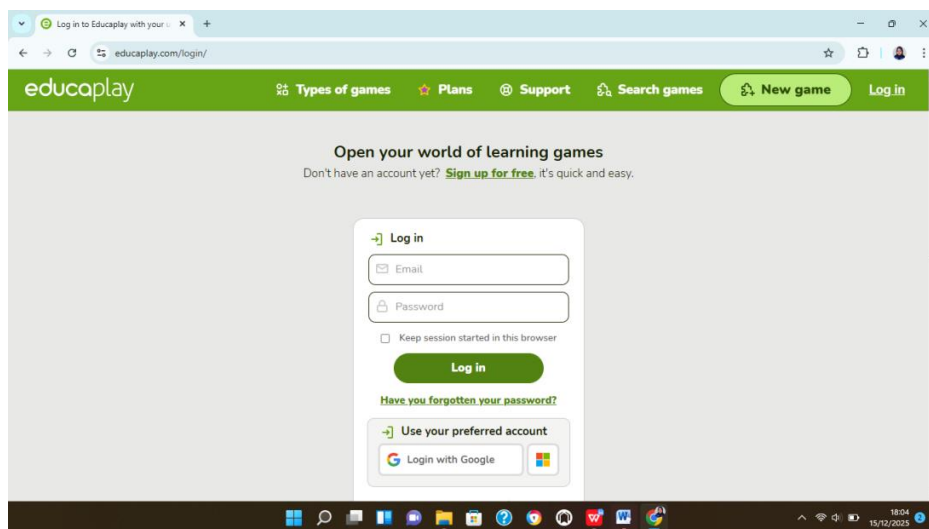 Log in to Educaplay with your
educaplay.com/login/
educaplay Types of games Plans Support Search games New game Log in
Open your world of learning games
Don't have an account yet? Sign up for free, it's quick and easy.
Log in
Email
Password
Keep session started in this browser
Log in
Have you forgotten your password?
Use your preferred account
Login with Google
18:04
15/12/2025